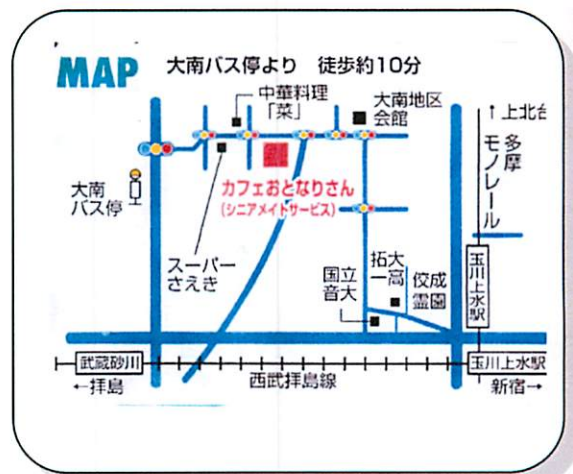 MAP 大南バス停より 徒歩約10分
中華料理
「菜」
大南地区
会館
↑上北台
多摩
モノレール
大南
バス停
カフェおとなりさん
(シニアメイトサービス)
スーパー
さえき
国立
音大
拓大
一高
佼成
霊園
玉川上水駅
武蔵砂川
←拝島
西武拝島線
玉川上水駅
新宿→